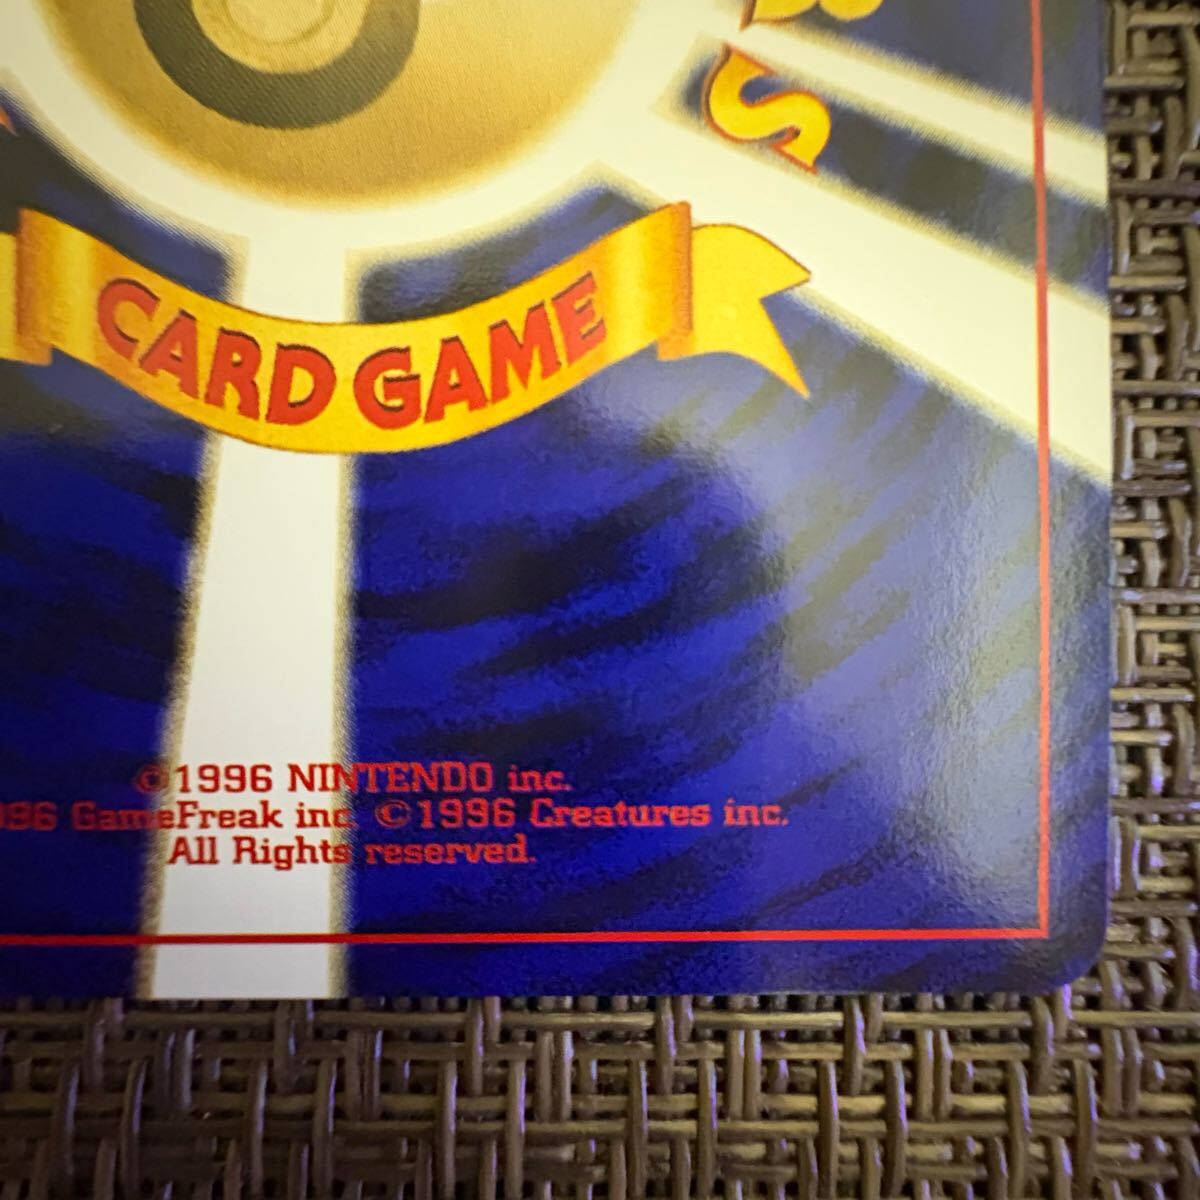 S
CARD GAME
©1996 NINTENDO inc.
GameFreak inc. ©1996 Creatures inc.
All Rights reserved.